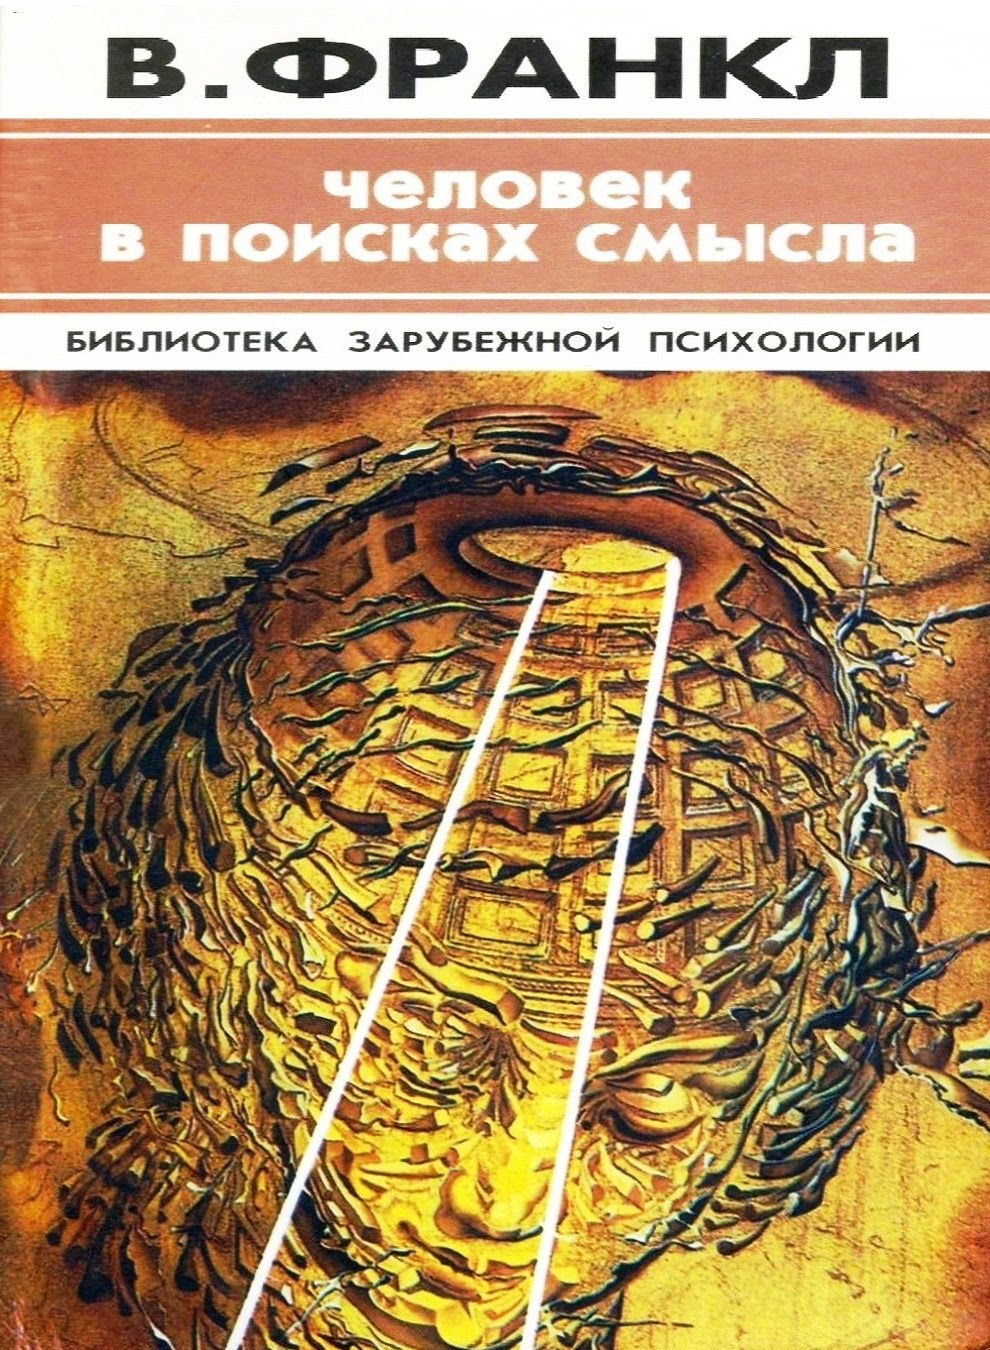 В. ФРАНКЛ
человек
в поисках смысла
БИБЛИОТЕКА ЗАРУБЕЖНОЙ ПСИХОЛОГИИ